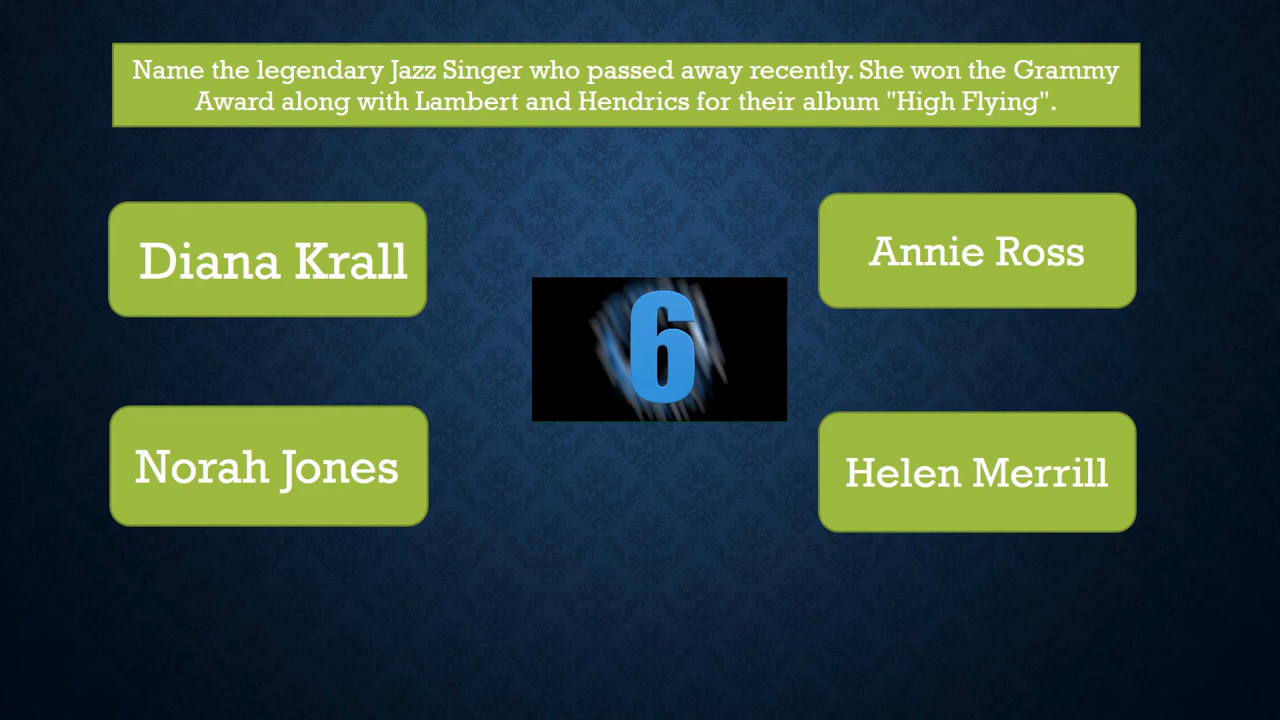 Name the legendary Jazz Singer who passed away recently. She won the Grammy
Award along with Lambert and Hendrics for their album "High Flying".
Diana Krall
Annie Ross
6
Norah Jones
Helen Merrill